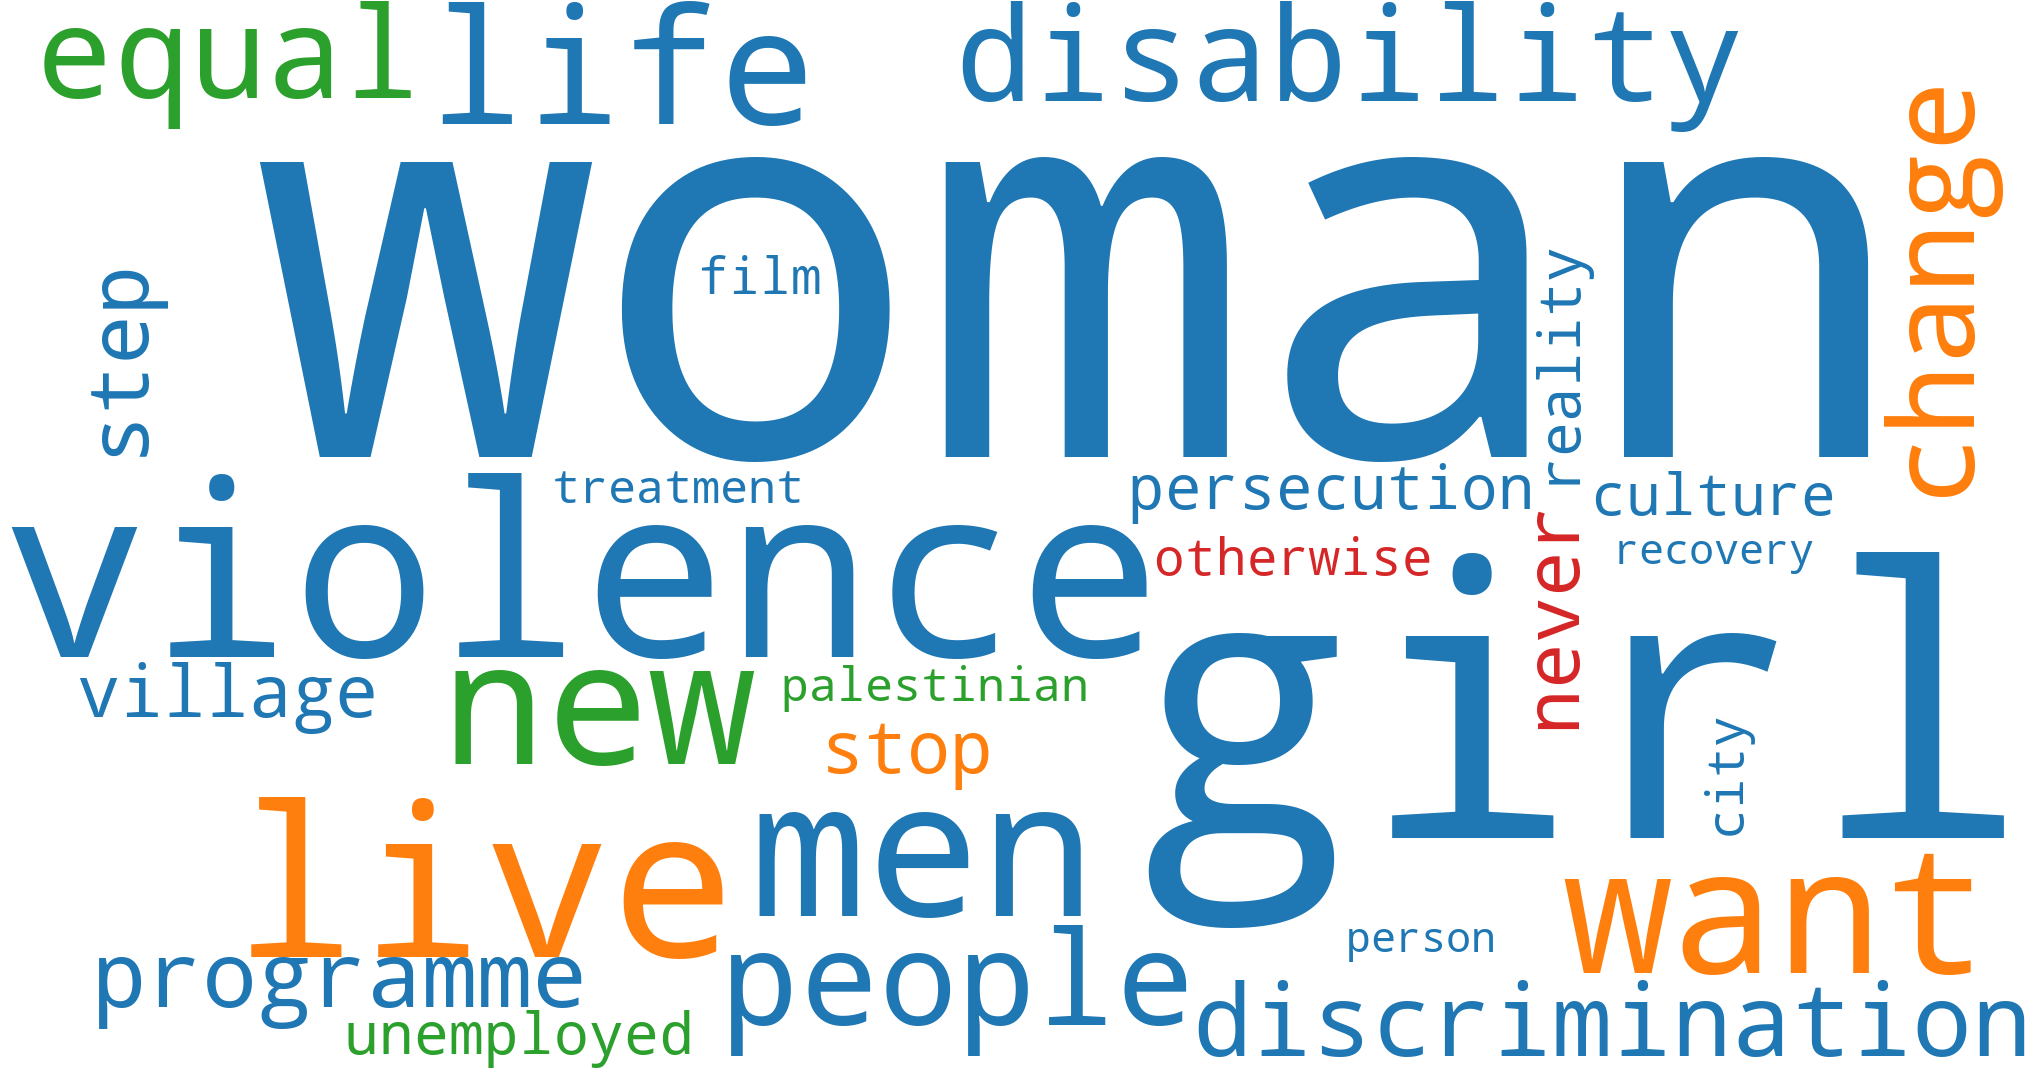 equal
life
disability
change
woman
film
step
reality
violence
treatment
persecution
culture
otherwise
never
recovery
girl
village
new
palestinian
stop
city
live
men
want
programme
people
person
unemployed
discrimination